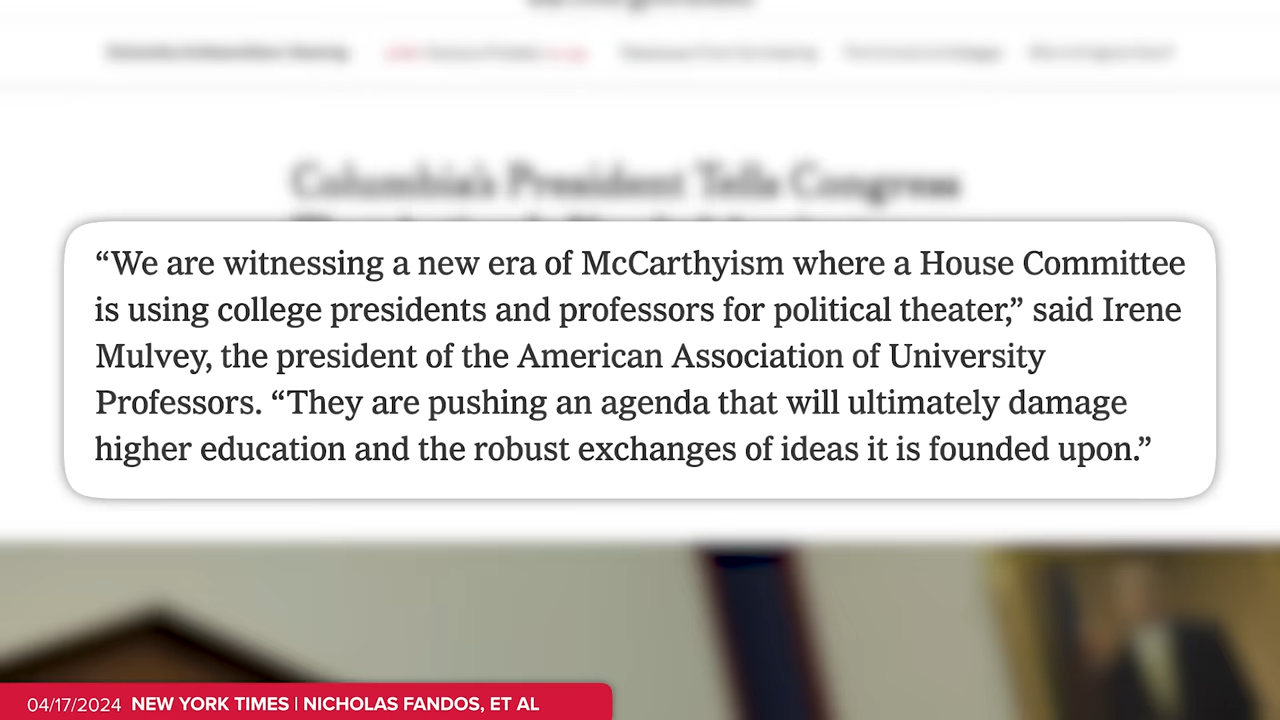 Columbia's President Tells Congress
“We are witnessing a new era of McCarthyism where a House Committee
is using college presidents and professors for political theater,” said Irene
Mulvey, the president of the American Association of University
Professors. “They are pushing an agenda that will ultimately damage
higher education and the robust exchanges of ideas it is founded upon.”
04/17/2024 NEW YORK TIMES | NICHOLAS FANDOS, ET AL